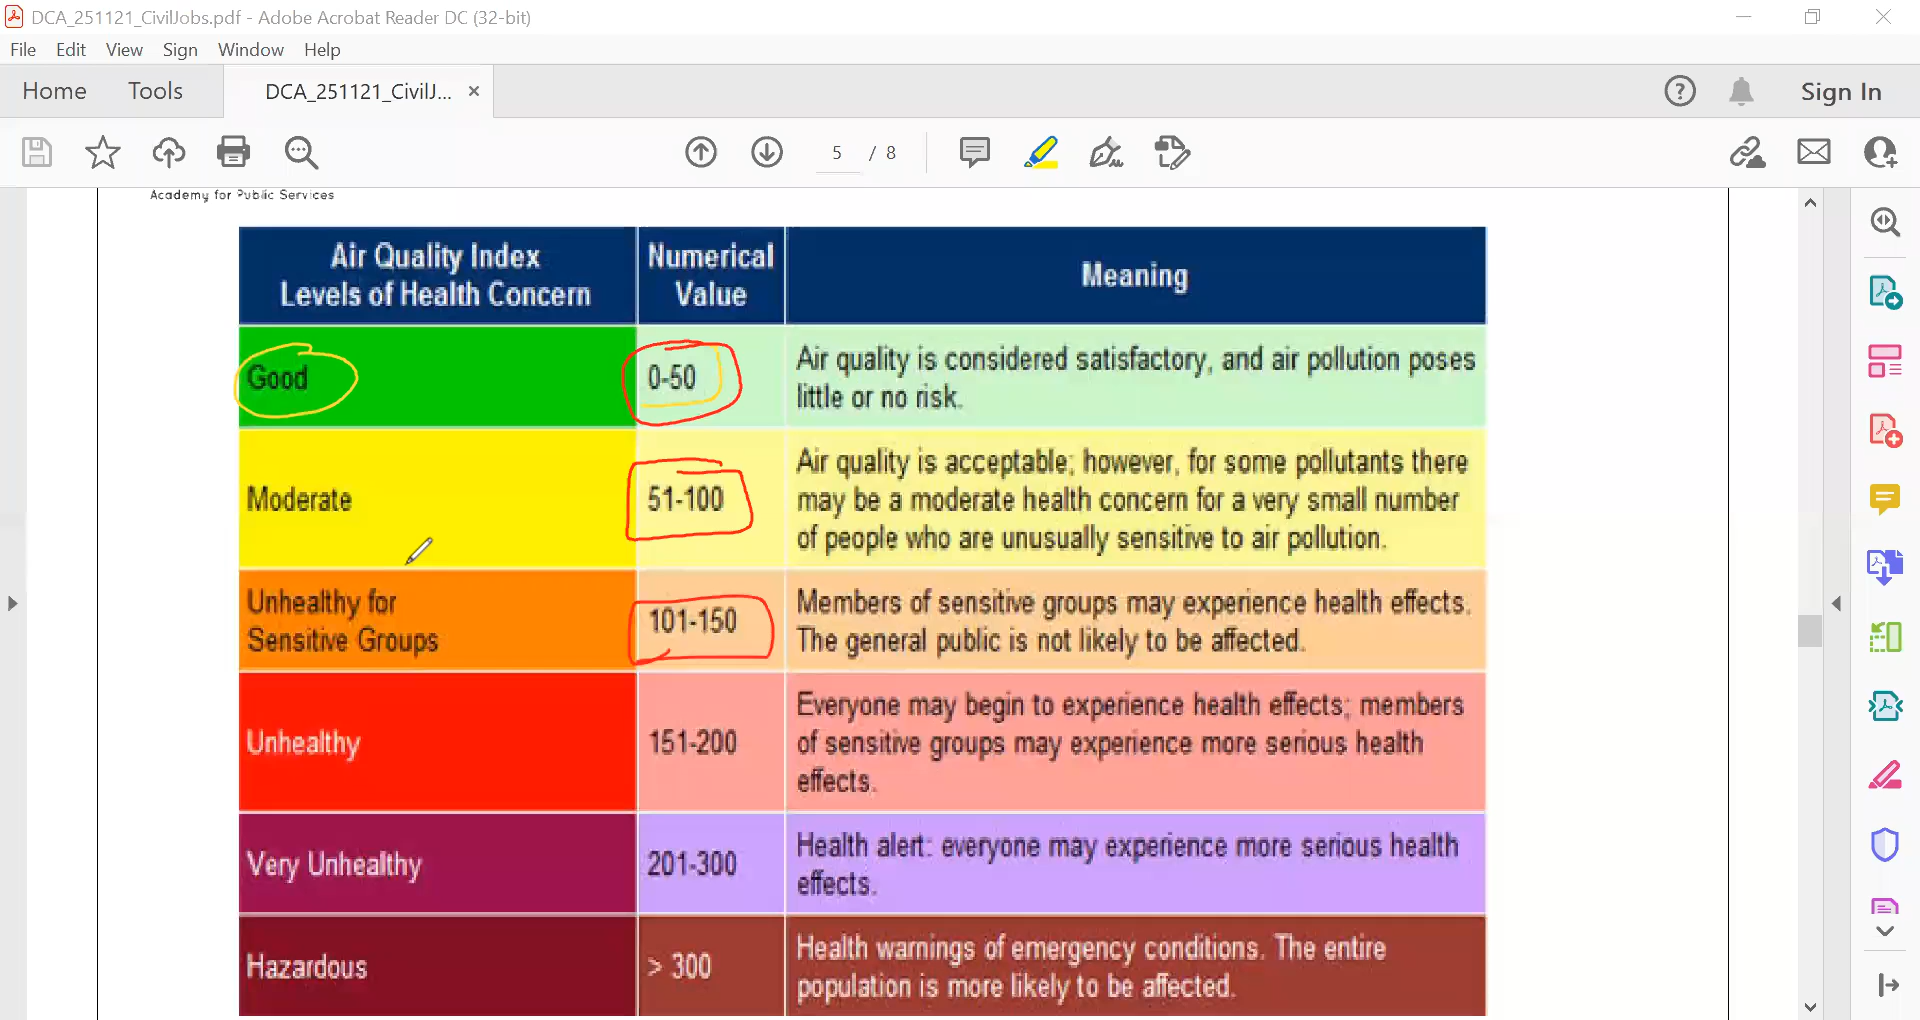 DCA_251121_CivilJobs.pdf - Adobe Acrobat Reader DC (32-bit)
File Edit View Sign Window Help
Home Tools DCA_251121_CivilJ... × Sign In
5 / 8
Academy for Public Services
Air Quality Index
Levels of Health Concern
Numerical
Value
Meaning
Good
0-50
Air quality is considered satisfactory, and air pollution poses
little or no risk.
Moderate
51-100
Air quality is acceptable; however, for some pollutants there
may be a moderate health concern for a very small number
of people who are unusually sensitive to air pollution.
Unhealthy for
Sensitive Groups
101-150
Members of sensitive groups may experience health effects.
The general public is not likely to be affected.
Unhealthy
151-200
Everyone may begin to experience health effects; members
of sensitive groups may experience more serious health
effects.
Very Unhealthy
201-300
Health alert: everyone may experience more serious health
effects.
Hazardous
> 300
Health warnings of emergency conditions. The entire
population is more likely to be affected.